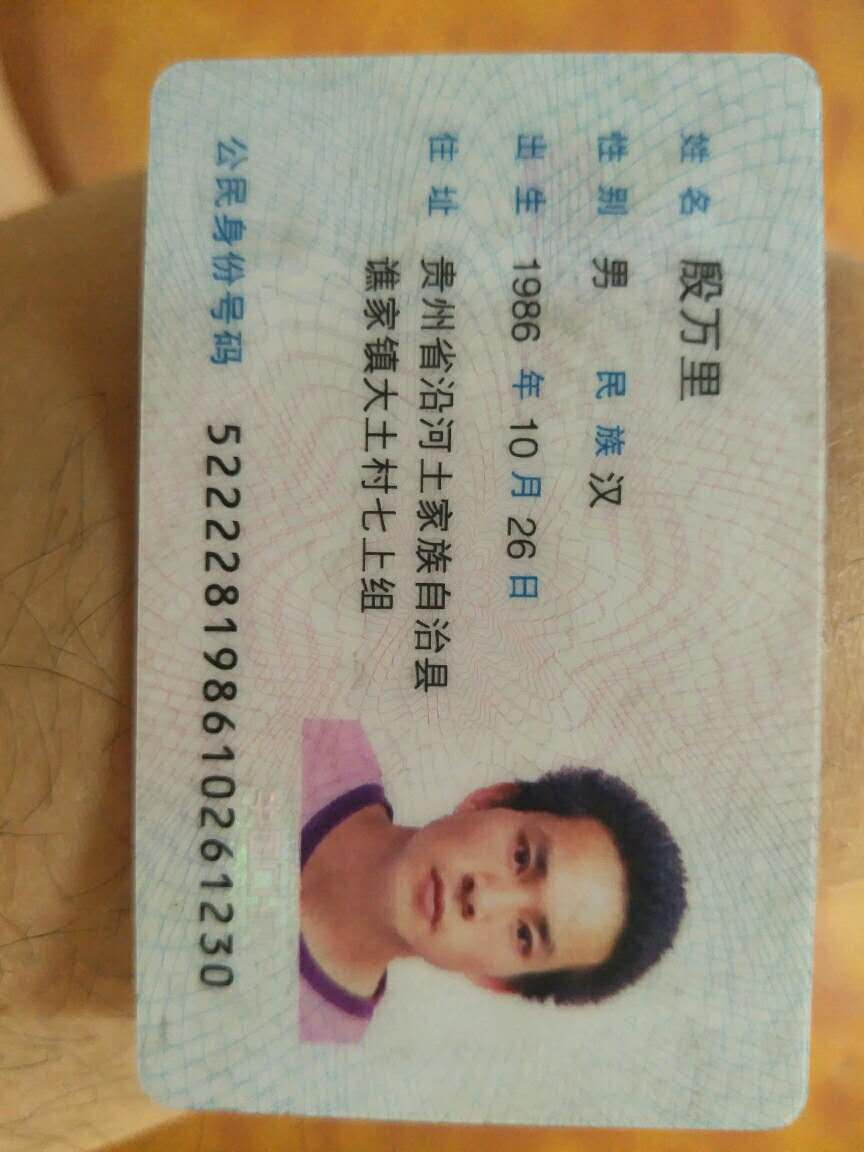 姓名 殷万里
性别 男 民族 汉
出生 1986 年 10 月 26 日
住址 贵州省沿河土家族自治县
谯家镇大土村七上组
公民身份号码 522228198610261230